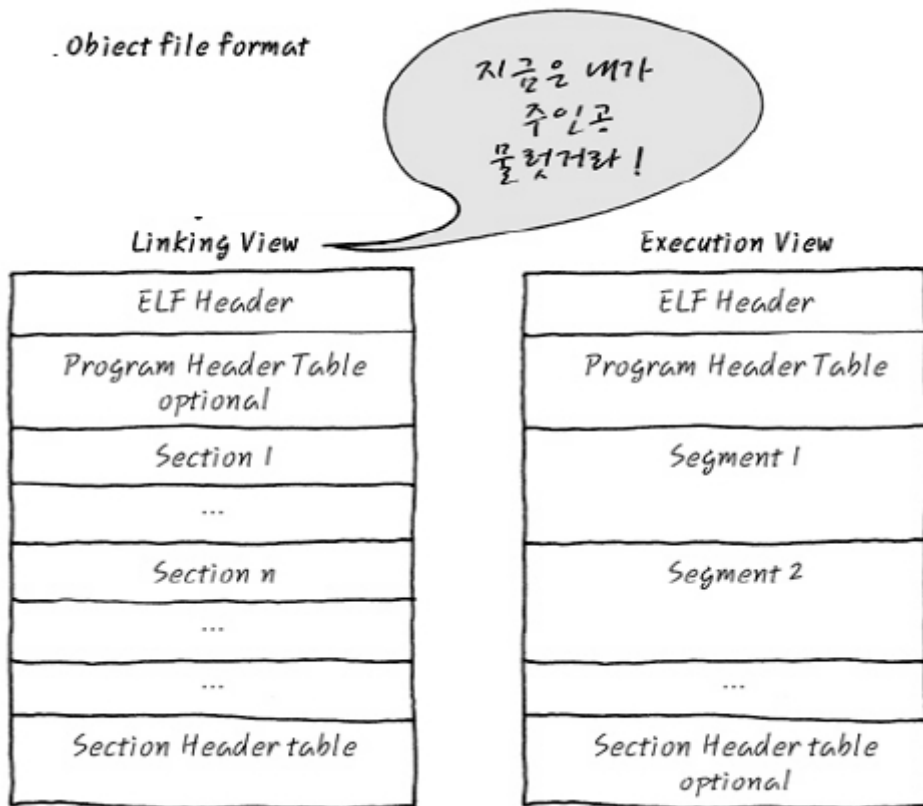 . Object file format
지금은 내가
주인공
물렀거라!
Linking View
ELF Header
Program Header Table
optional
Section 1
...
Section n
...
...
Section Header table
Execution View
ELF Header
Program Header Table
Segment 1
Segment 2
...
Section Header table
optional